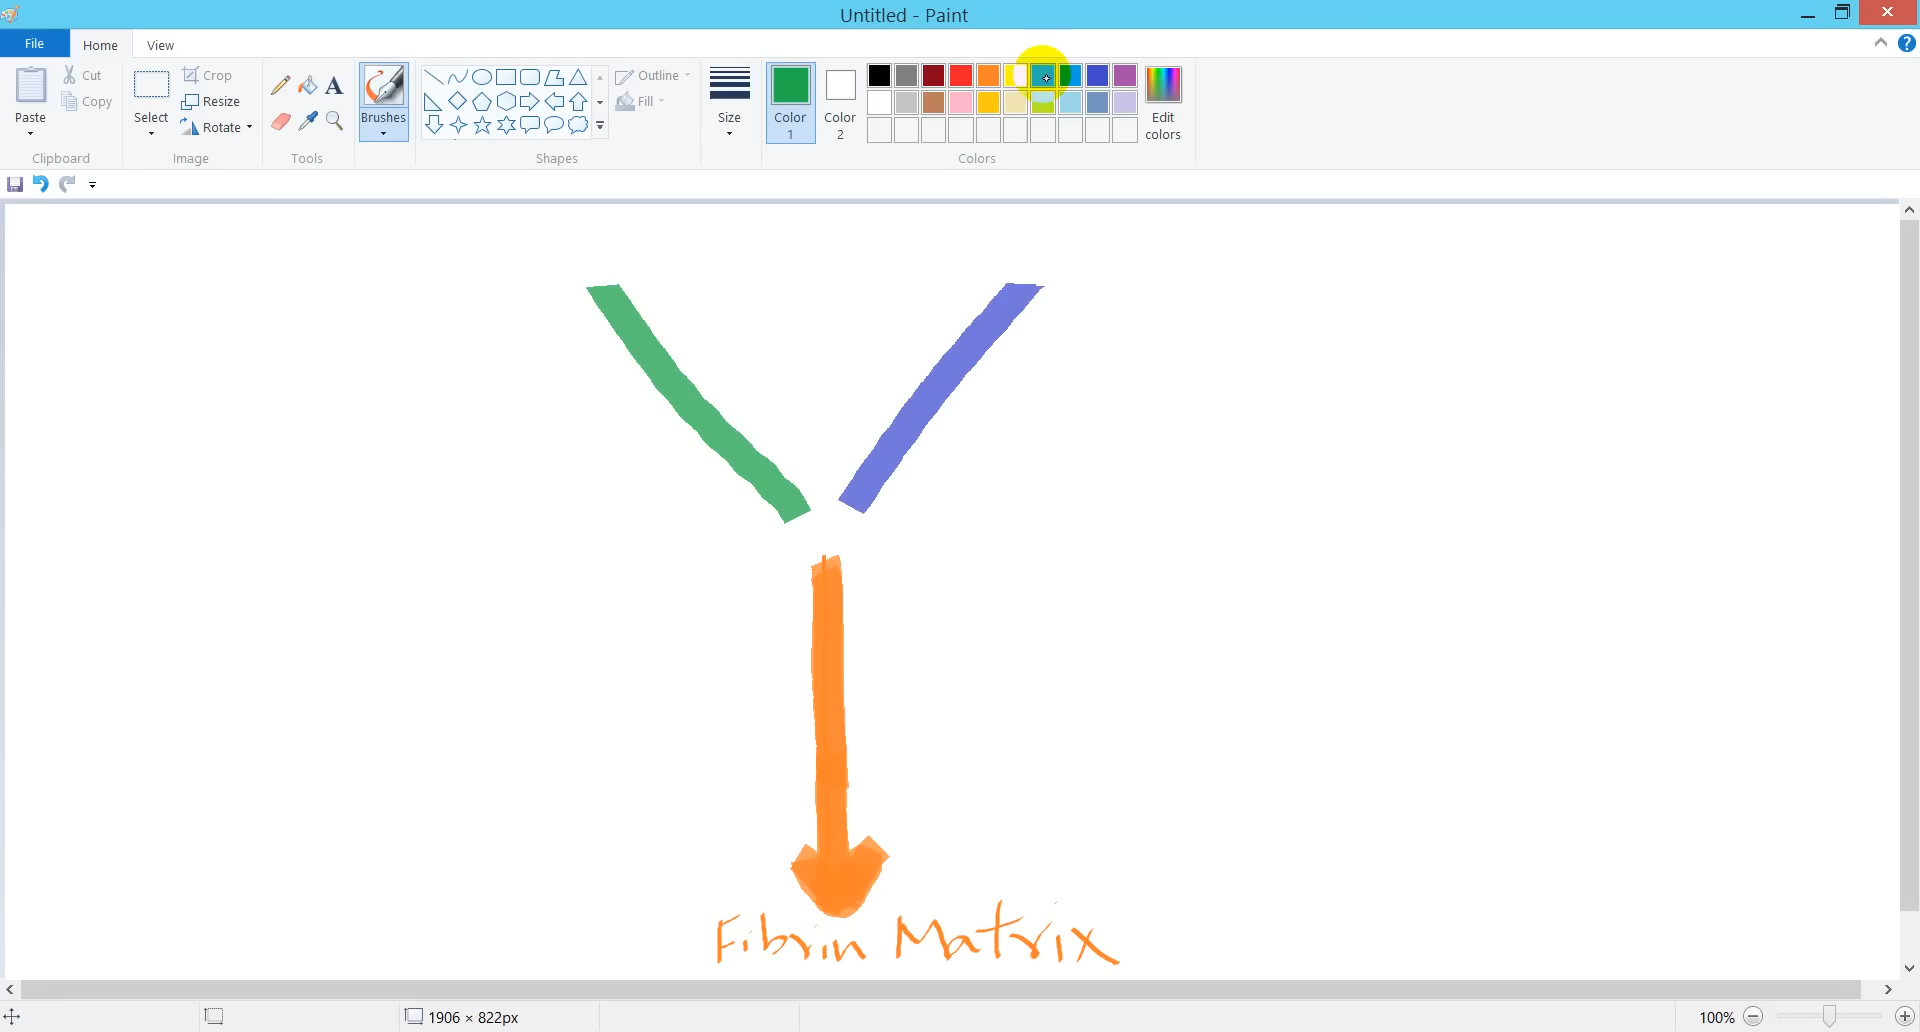 Untitled - Paint
File Home View
Paste Cut Copy
Select Crop Resize Rotate
A
Brushes
Outline Fill
Size
Color 1 Color 2
Edit colors
Clipboard Image Tools Shapes Colors
Fibrin Matrix
1906 × 822px 100%